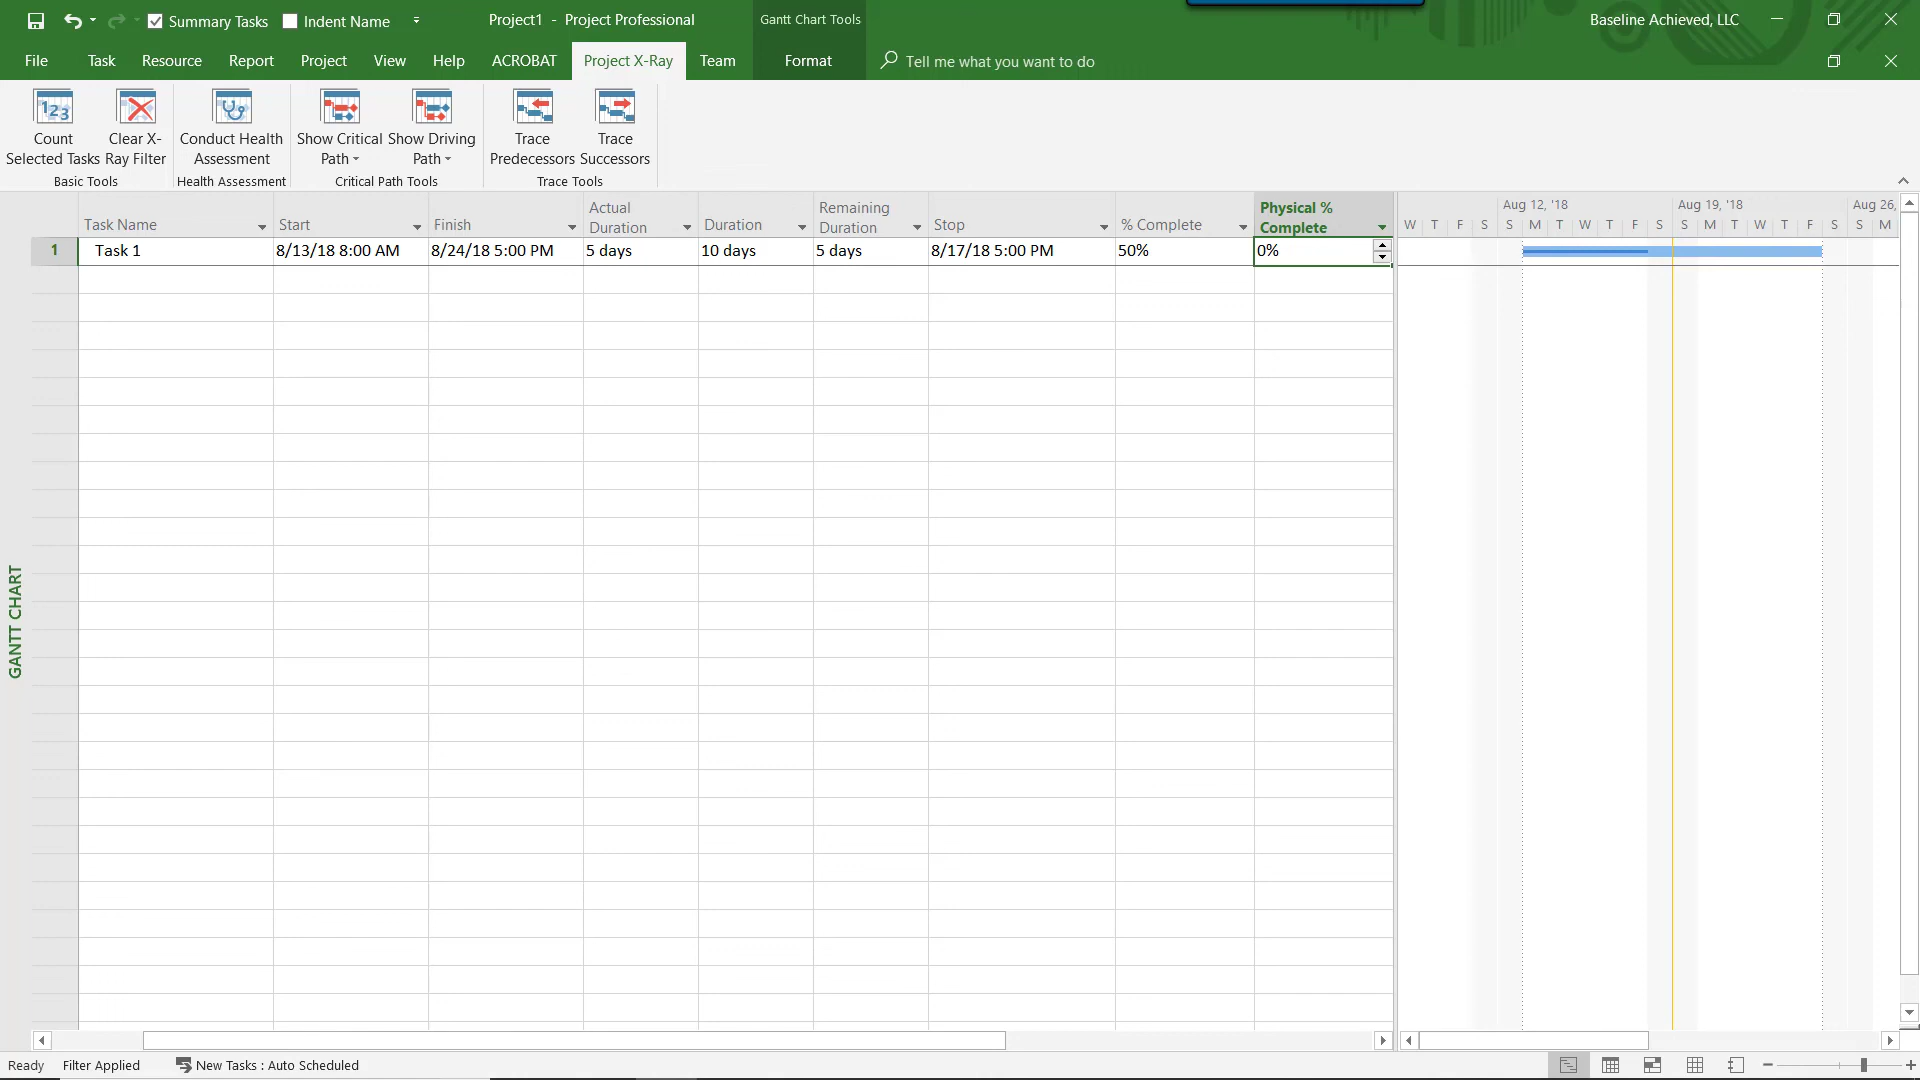 Summary Tasks Indent Name Project1 - Project Professional Gantt Chart Tools Baseline Achieved, LLC
File Task Resource Report Project View Help ACROBAT Project X-Ray Team Format Tell me what you want to do
123
Count Selected Tasks
Clear X-Ray Filter
Conduct Health Assessment
Show Critical Path
Show Driving Path
Trace Predecessors
Trace Successors
Basic Tools Health Assessment Critical Path Tools Trace Tools
Task Name
Start
Finish
Actual Duration
Duration
Remaining Duration
Stop
% Complete
Physical % Complete
Aug 12, '18 Aug 19, '18 Aug 26,
W T F S S M T W T F S S M T W T F S S M
1 Task 1 8/13/18 8:00 AM 8/24/18 5:00 PM 5 days 10 days 5 days 8/17/18 5:00 PM 50% 0%
GANTT CHART
Ready Filter Applied New Tasks : Auto Scheduled